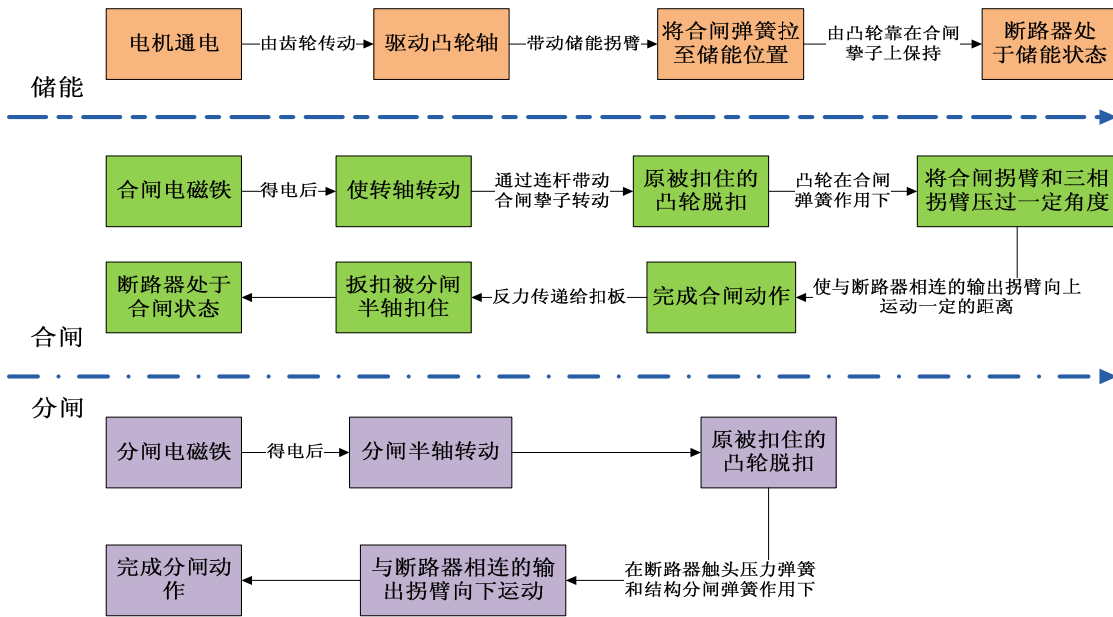 电机通电
由齿轮传动
驱动凸轮轴
带动储能拐臂
将合闸弹簧拉
至储能位置
由凸轮靠在合闸
挚子上保持
断路器处
于储能状态
储能
合闸电磁铁
得电后
使转轴转动
通过连杆带动
合闸挚子转动
原被扣住的
凸轮脱扣
凸轮在合闸
弹簧作用下
将合闸拐臂和三相
拐臂压过一定角度
使与断路器相连的输出拐臂向上
运动一定的距离
完成合闸动作
反力传递给扣板
扳扣被分闸
半轴扣住
断路器处于
合闸状态
合闸
分闸
分闸电磁铁
得电后
分闸半轴转动
原被扣住的
凸轮脱扣
在断路器触头压力弹簧
和结构分闸弹簧作用下
与断路器相连的输
出拐臂向下运动
完成分闸动
作